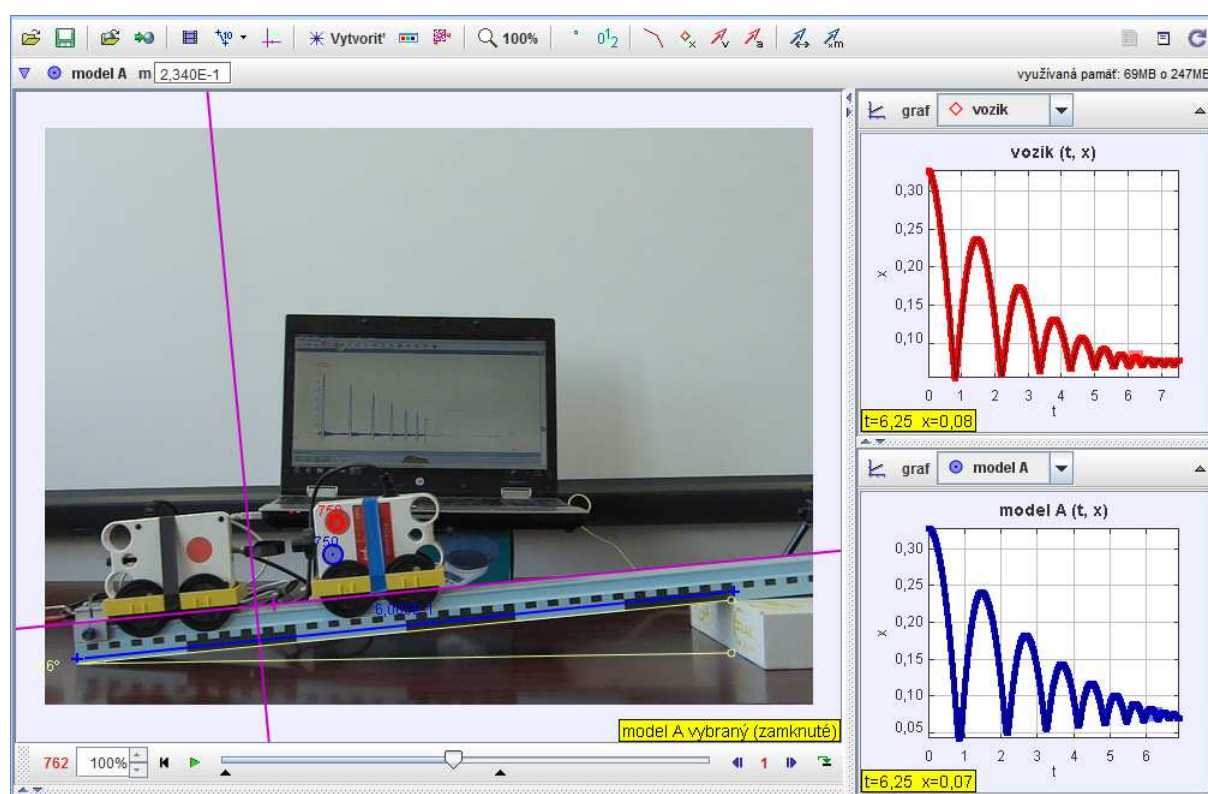 Vytvoriť 100%
model A m 2,340E-1 využívaná pamäť: 69MB o 247MB
graf vozik
vozik (t, x)
0,30
0,25
0,20
0,15
0,10
x
0 1 2 3 4 5 6 7
t
t=6,25 x=0,08
graf model A
model A (t, x)
0,30
0,25
0,20
0,15
0,10
0,05
x
0 1 2 3 4 5 6
t
t=6,25 x=0,07
750
6°
model A vybraný (zamknuté)
762 100% 1